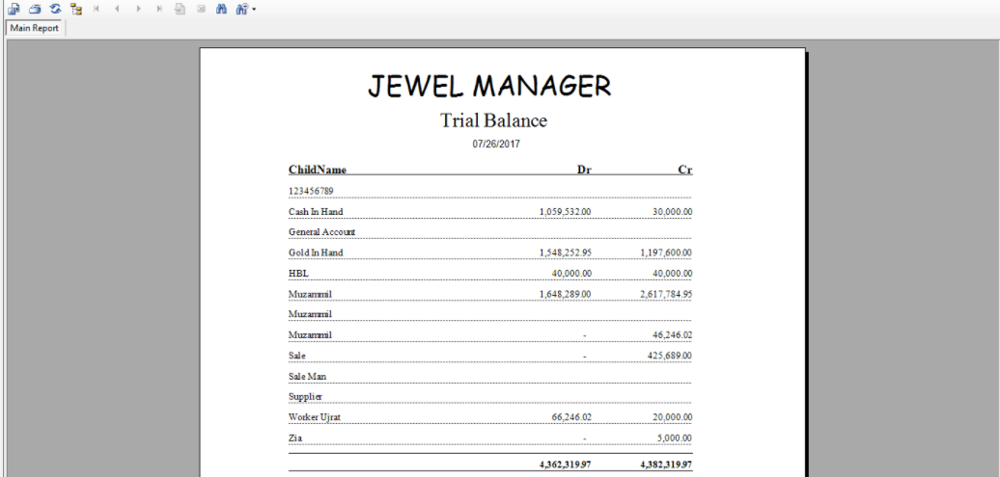 Main Report
JEWEL MANAGER
Trial Balance
07/26/2017
ChildName Dr Cr
123456789
Cash In Hand 1,059,532.00 30,000.00
General Account
Gold In Hand 1,548,252.95 1,197,600.00
HBL 40,000.00 40,000.00
Muzammil 1,648,289.00 2,617,784.95
Muzammil
Muzammil - 46,246.02
Sale - 425,689.00
Sale Man
Supplier
Worker Ujrat 66,246.02 20,000.00
Zia - 5,000.00
4,362,319.97 4,382,319.97